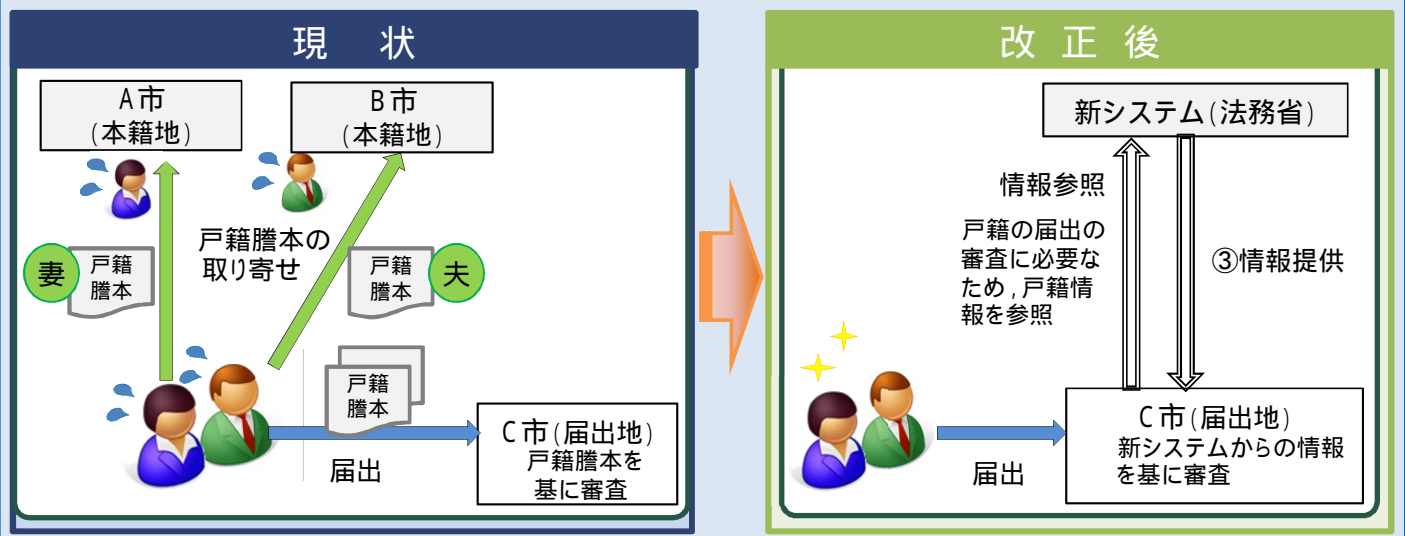 現 状
A市
(本籍地)
B市
(本籍地)
戸籍謄本の
取り寄せ
妻
戸籍
謄本
戸籍
謄本
夫
戸籍
謄本
届出
C市(届出地)
戸籍謄本を
基に審査
改 正 後
新システム(法務省)
情報参照
戸籍の届出の
審査に必要な
ため,戸籍情
報を参照
③情報提供
届出
C市(届出地)
新システムからの情報
を基に審査